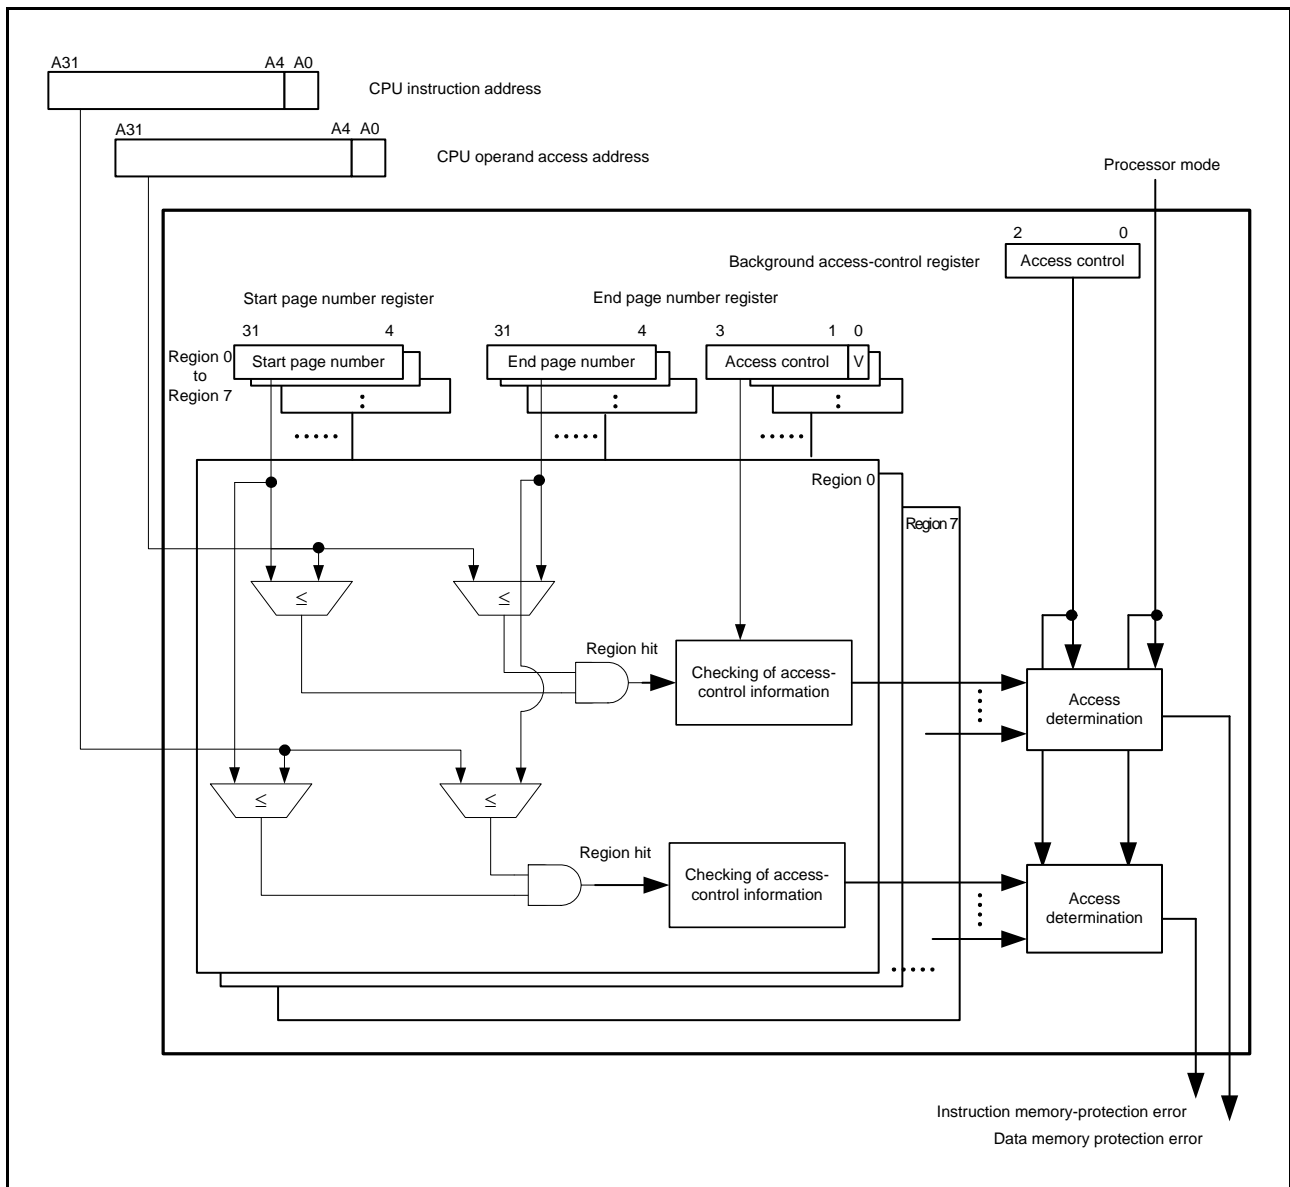 A31 A4 A0
CPU instruction address
A31 A4 A0
CPU operand access address
Processor mode
2 0
Background access-control register
Access control
Start page number register
End page number register
31 4
31 4
3 1 0
Region 0
to
Region 7
Start page number
End page number
Access control
V
Region 0
Region 7
≤
≤
Region hit
Checking of access-
control information
Access
determination
≤
≤
Region hit
Checking of access-
control information
Access
determination
Instruction memory-protection error
Data memory protection error